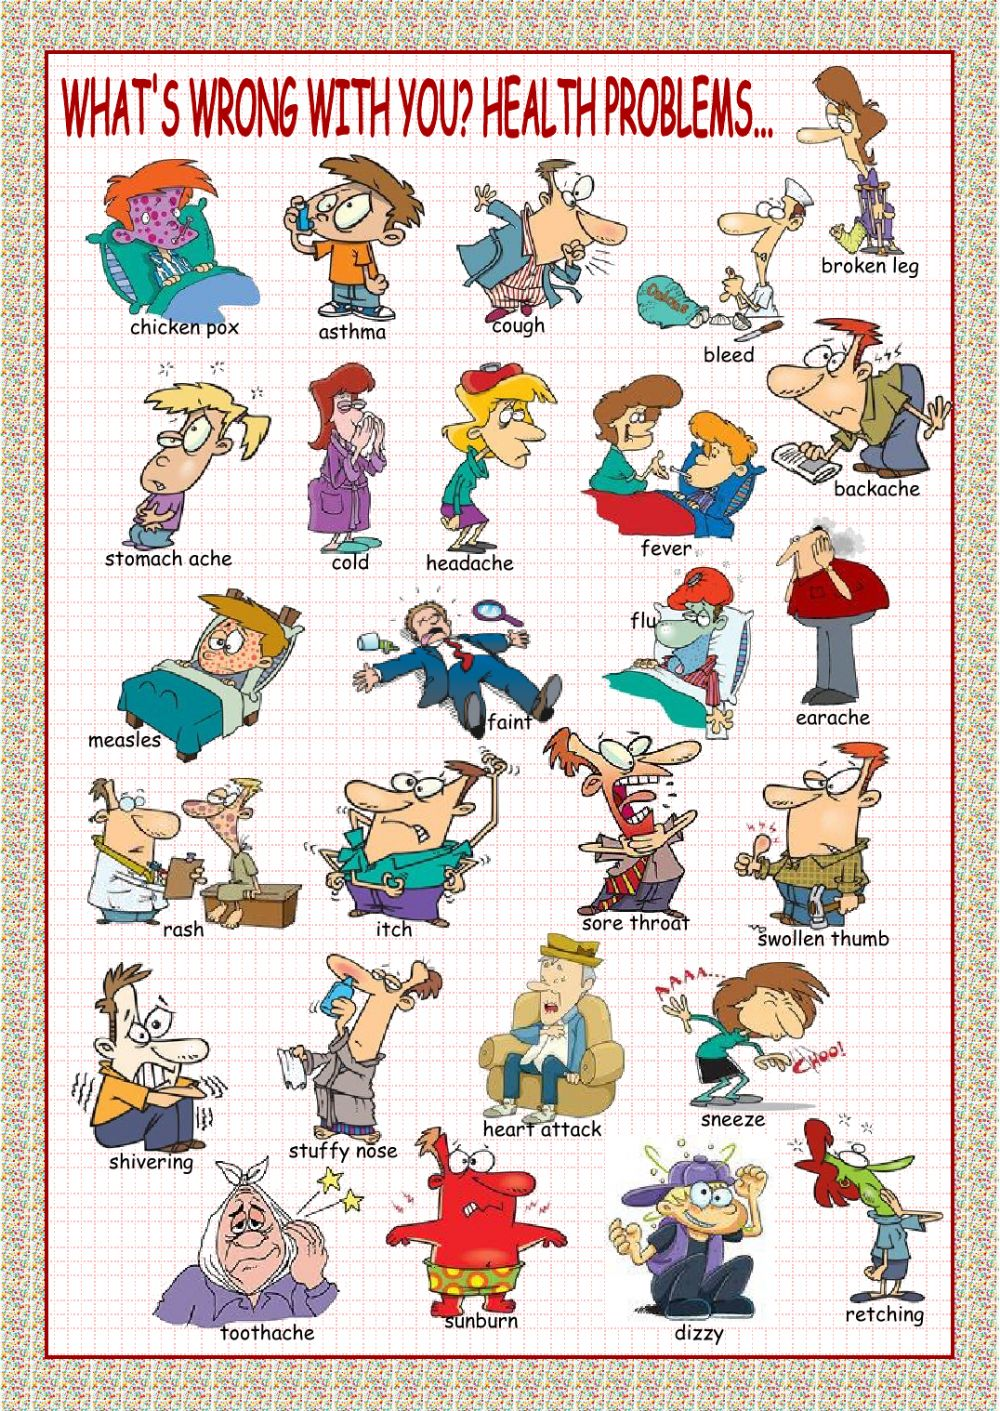 WHAT'S WRONG WITH YOU? HEALTH PROBLEMS...
broken leg
chicken pox
asthma
cough
bleed
backache
stomach ache
cold
headache
fever
flu
measles
faint
earache
rash
itch
sore throat
swollen thumb
AAAA...
CHOO!
shivering
stuffy nose
heart attack
sneeze
toothache
sunburn
dizzy
retching